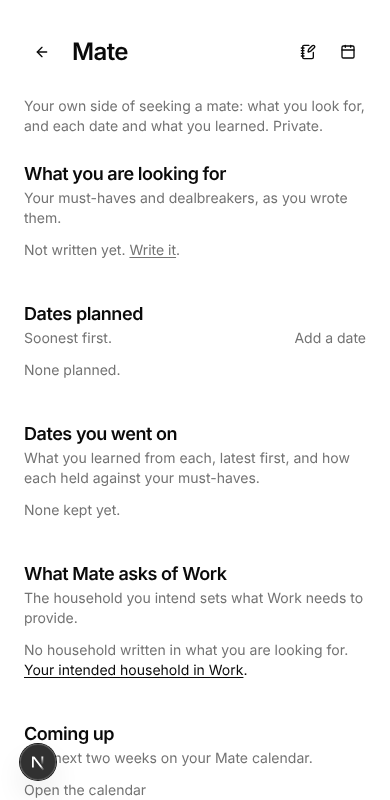 Mate
Your own side of seeking a mate: what you look for,
and each date and what you learned. Private.
What you are looking for
Your must-haves and dealbreakers, as you wrote
them.
Not written yet. Write it.
Dates planned
Soonest first.
Add a date
None planned.
Dates you went on
What you learned from each, latest first, and how
each held against your must-haves.
None kept yet.
What Mate asks of Work
The household you intend sets what Work needs to
provide.
No household written in what you are looking for.
Your intended household in Work.
Coming up
next two weeks on your Mate calendar.
Open the calendar
N